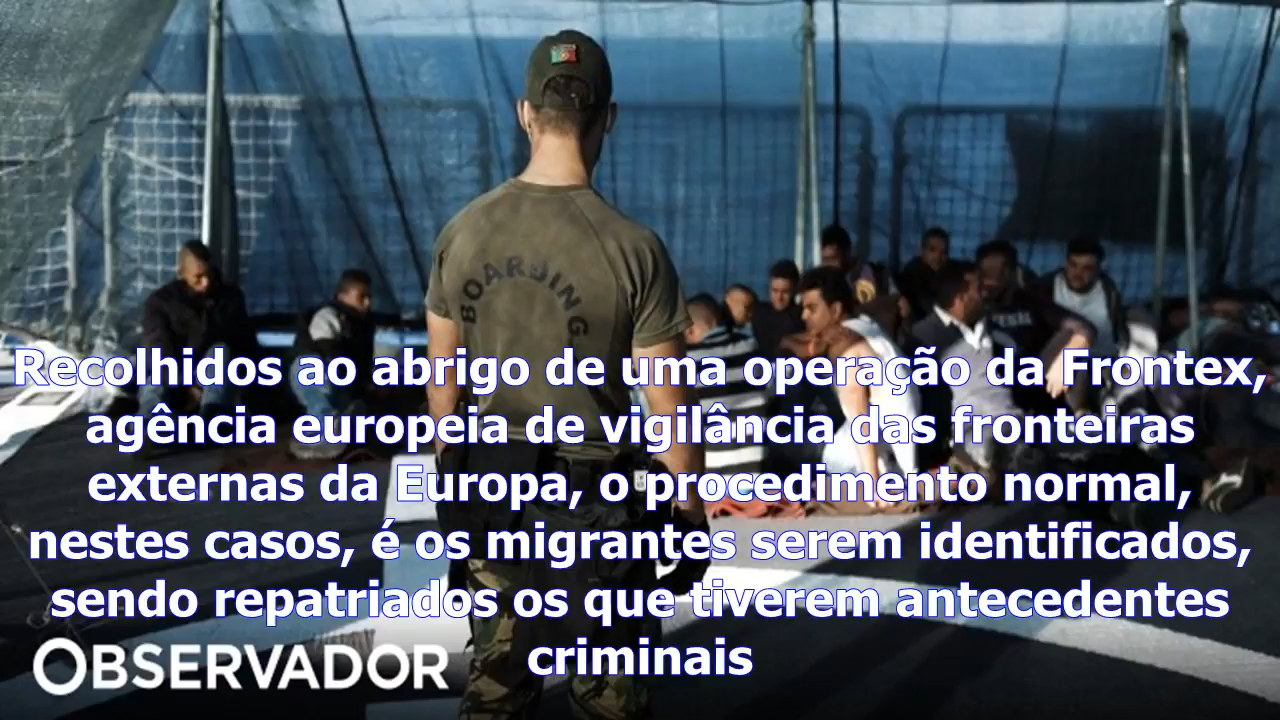 BOARDING
Recolhidos ao abrigo de uma operação da Frontex,
agência europeia de vigilância das fronteiras
externas da Europa, o procedimento normal,
nestes casos, é os migrantes serem identificados,
sendo repatriados os que tiverem antecedentes
criminais
OBSERVADOR